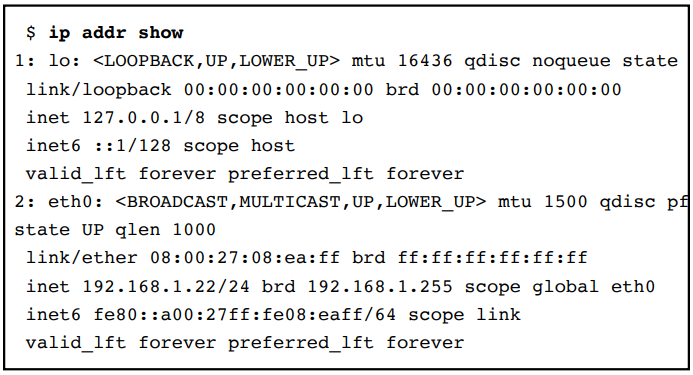 $ ip addr show
1: lo: <LOOPBACK,UP,LOWER_UP> mtu 16436 qdisc noqueue state
link/loopback 00:00:00:00:00:00 brd 00:00:00:00:00:00
inet 127.0.0.1/8 scope host lo
inet6 ::1/128 scope host
valid_lft forever preferred_lft forever
2: eth0: <BROADCAST,MULTICAST,UP,LOWER_UP> mtu 1500 qdisc pf
state UP qlen 1000
link/ether 08:00:27:08:ea:ff brd ff:ff:ff:ff:ff:ff
inet 192.168.1.22/24 brd 192.168.1.255 scope global eth0
inet6 fe80::a00:27ff:fe08:eaff/64 scope link
valid_lft forever preferred_lft forever